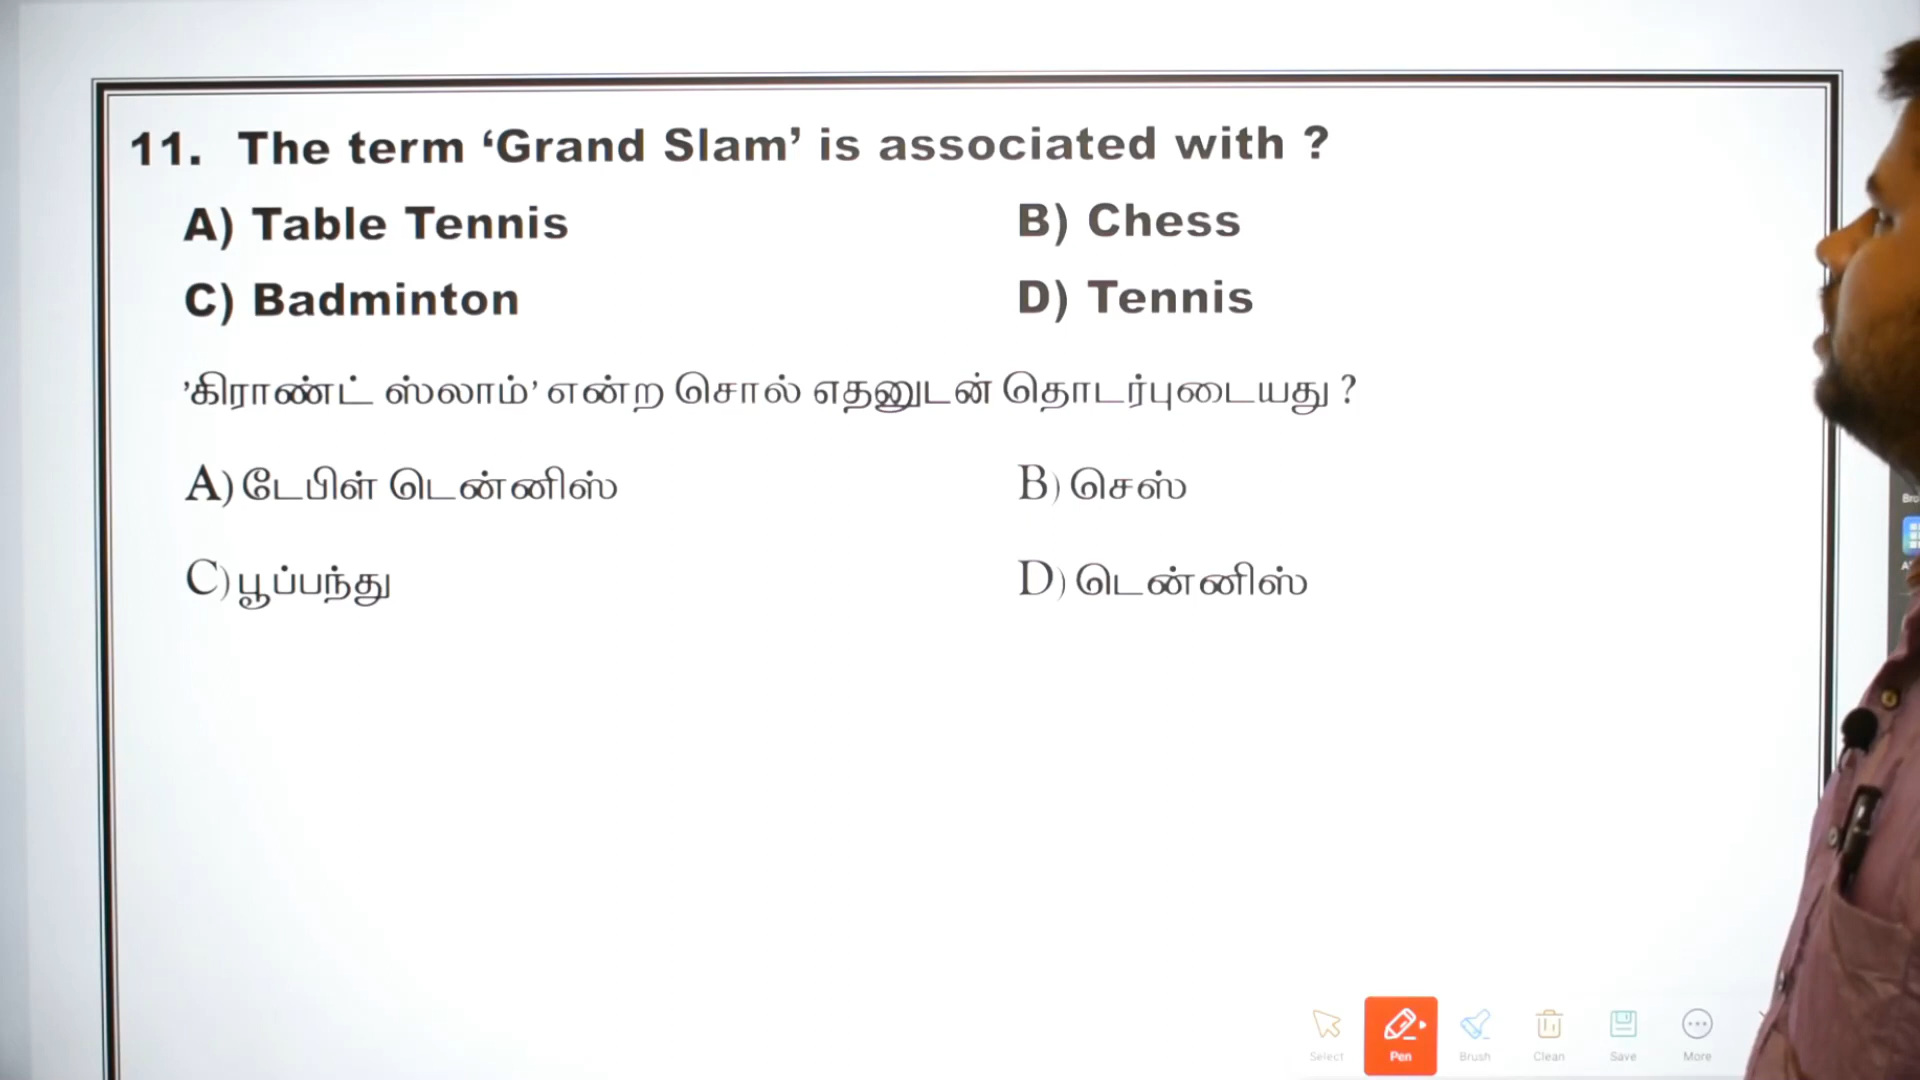 11. The term ‘Grand Slam’ is associated with ?
A) Table Tennis B) Chess
C) Badminton D) Tennis
’கிராண்ட் ஸ்லாம்’ என்ற சொல் எதனுடன் தொடர்புடையது ?
A) டேபிள் டென்னிஸ் B) செஸ்
C) பூப்பந்து D) டென்னிஸ்
Bro
Select Pen Brush Clean Save More